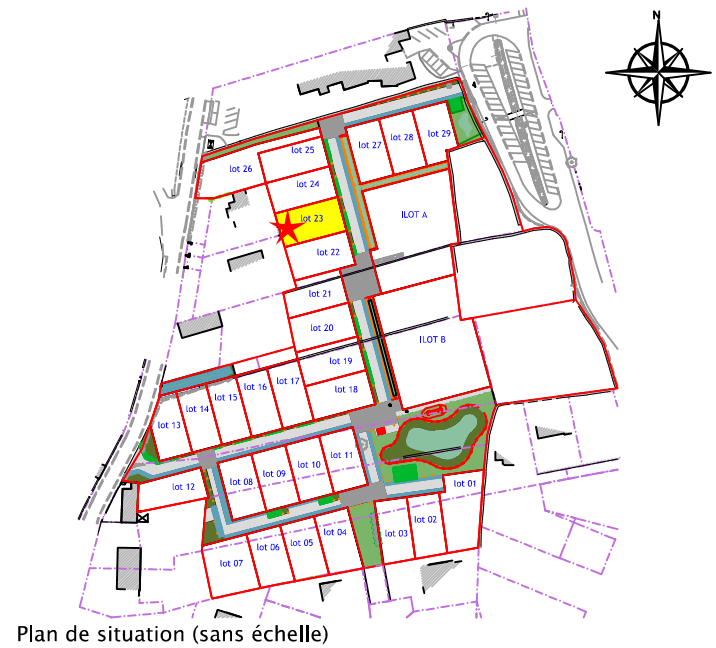 N
lot 29
lot 28
lot 27
lot 25
lot 26
lot 24
lot 23
ILOT A
lot 22
lot 21
lot 20
ILOT B
lot 19
lot 18
lot 17
lot 16
lot 15
lot 14
lot 13
lot 11
lot 10
lot 09
lot 08
lot 12
lot 01
lot 02
lot 03
lot 04
lot 05
lot 06
lot 07
Plan de situation (sans échelle)